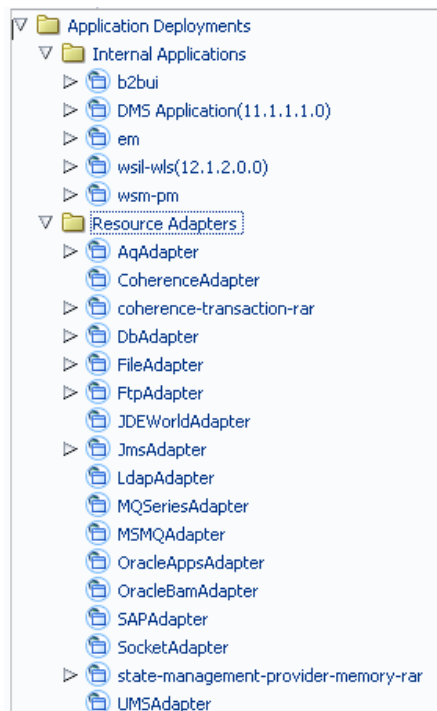 Application Deployments
Internal Applications
b2bui
DMS Application(11.1.1.1.0)
em
wsil-wls(12.1.2.0.0)
wsm-pm
Resource Adapters
AqAdapter
CoherenceAdapter
coherence-transaction-rar
DbAdapter
FileAdapter
FtpAdapter
JDEWorldAdapter
JmsAdapter
LdapAdapter
MQSeriesAdapter
MSMQAdapter
OracleAppsAdapter
OracleBamAdapter
SAPAdapter
SocketAdapter
state-management-provider-memory-rar
UMSAdapter